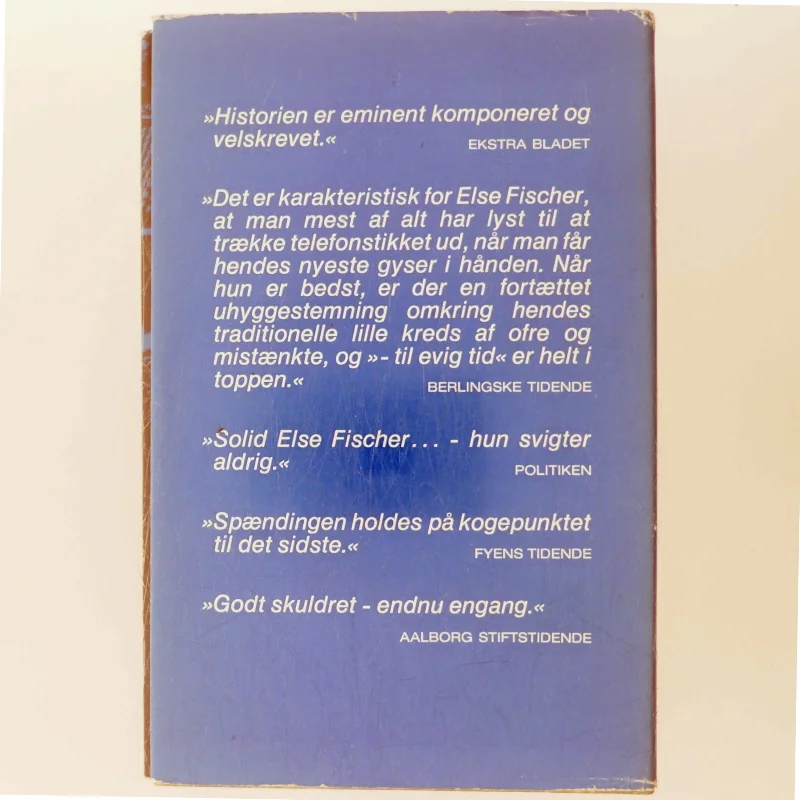 »Historien er eminent komponeret og
velskrevet.«
EKSTRA BLADET
»Det er karakteristisk for Else Fischer,
at man mest af alt har lyst til at
trække telefonstikket ud, når man får
hendes nyeste gyser i hånden. Når
hun er bedst, er der en fortættet
uhyggestemning omkring hendes
traditionelle lille kreds af ofre og
mistænkte, og »- til evig tid« er helt i
toppen.«
BERLINGSKE TIDENDE
»Solid Else Fischer... - hun svigter
aldrig.«
POLITIKEN
»Spændingen holdes på kogepunktet
til det sidste.«
FYENS TIDENDE
»Godt skuldret - endnu engang.«
AALBORG STIFTSTIDENDE